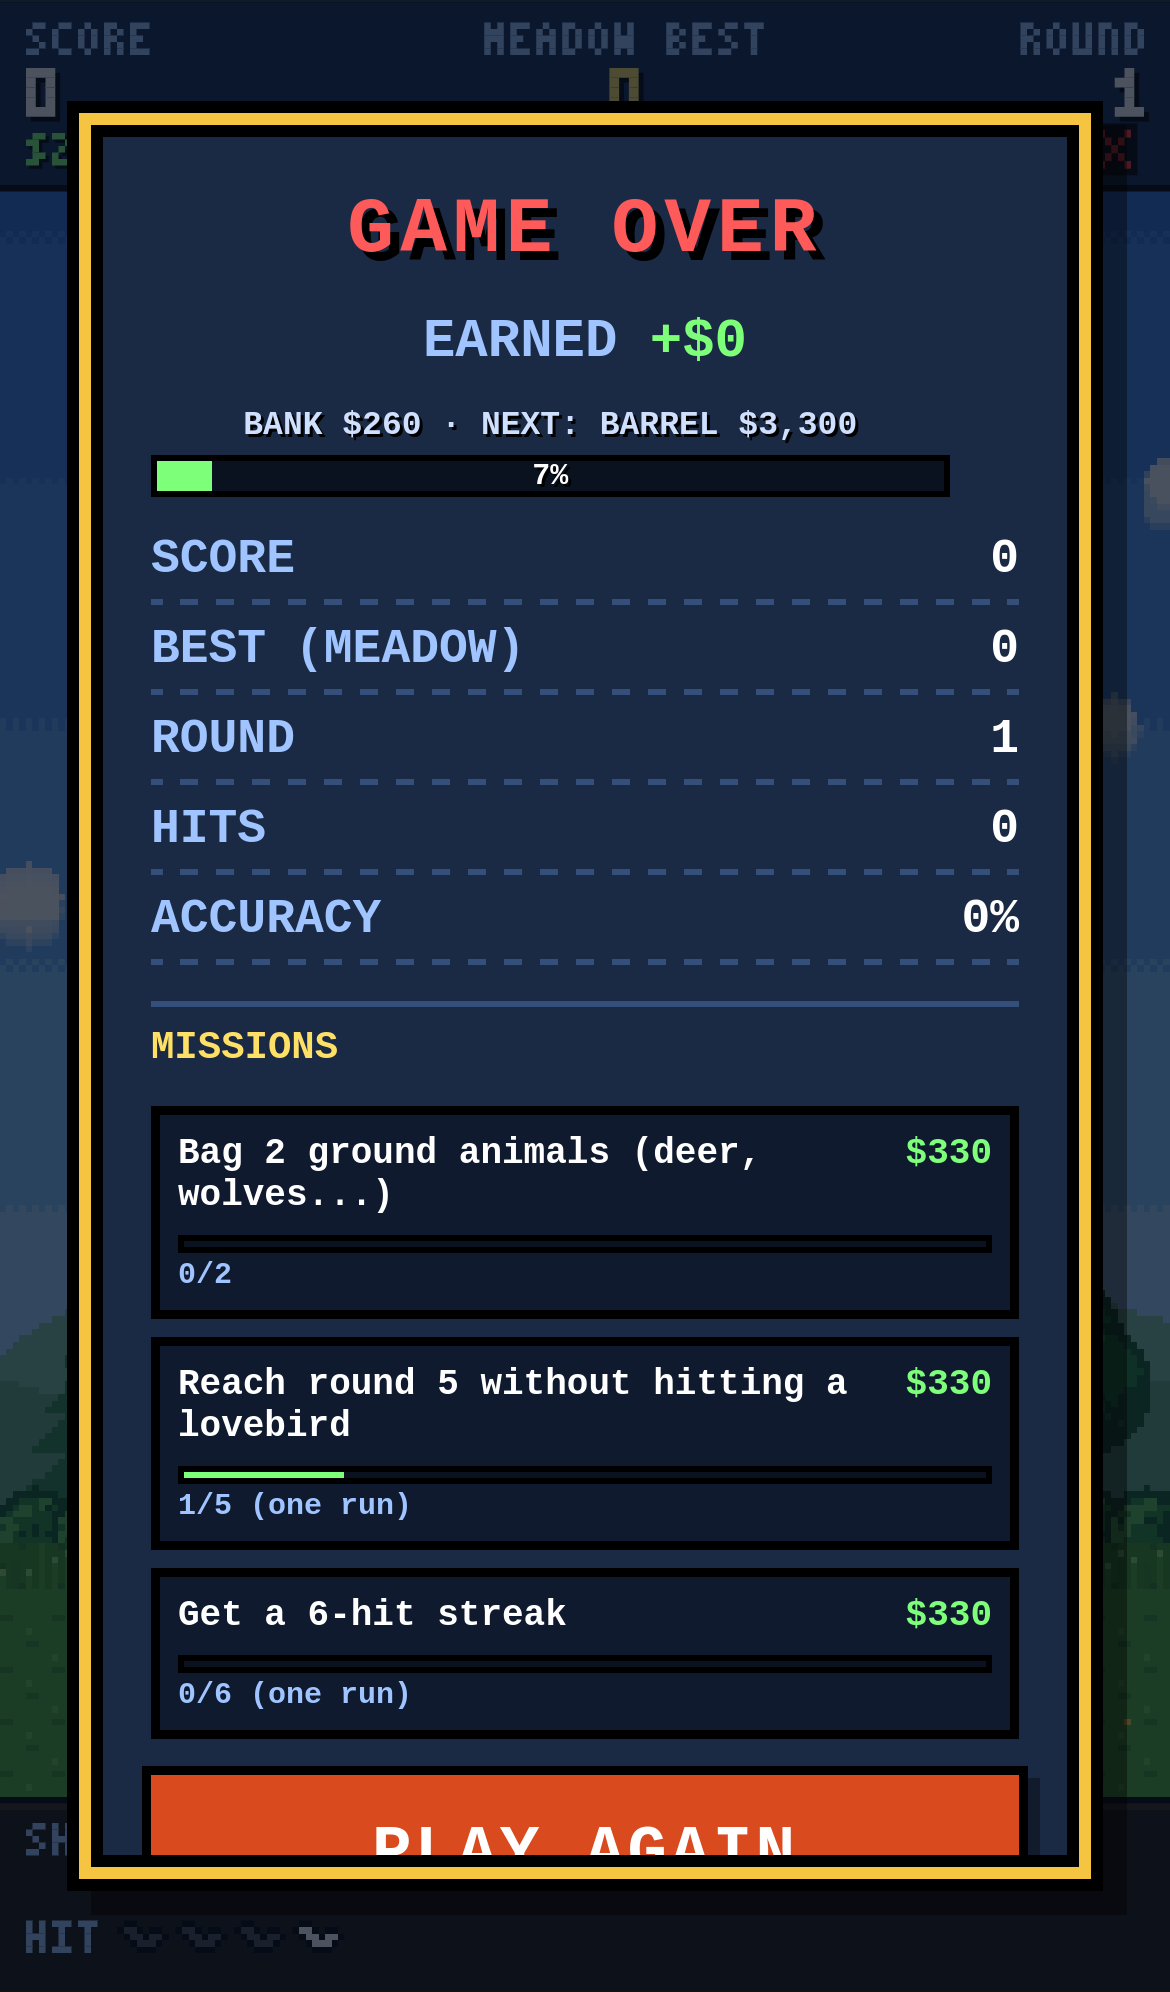 SCORE MEADOW BEST ROUND
0 0 1
GAME OVER
EARNED +$0
BANK $260 · NEXT: BARREL $3,300
7%
SCORE 0
BEST (MEADOW) 0
ROUND 1
HITS 0
ACCURACY 0%
MISSIONS
Bag 2 ground animals (deer, $330
wolves...)
0/2
Reach round 5 without hitting a $330
lovebird
1/5 (one run)
Get a 6-hit streak $330
0/6 (one run)
PLAY AGAIN
HIT